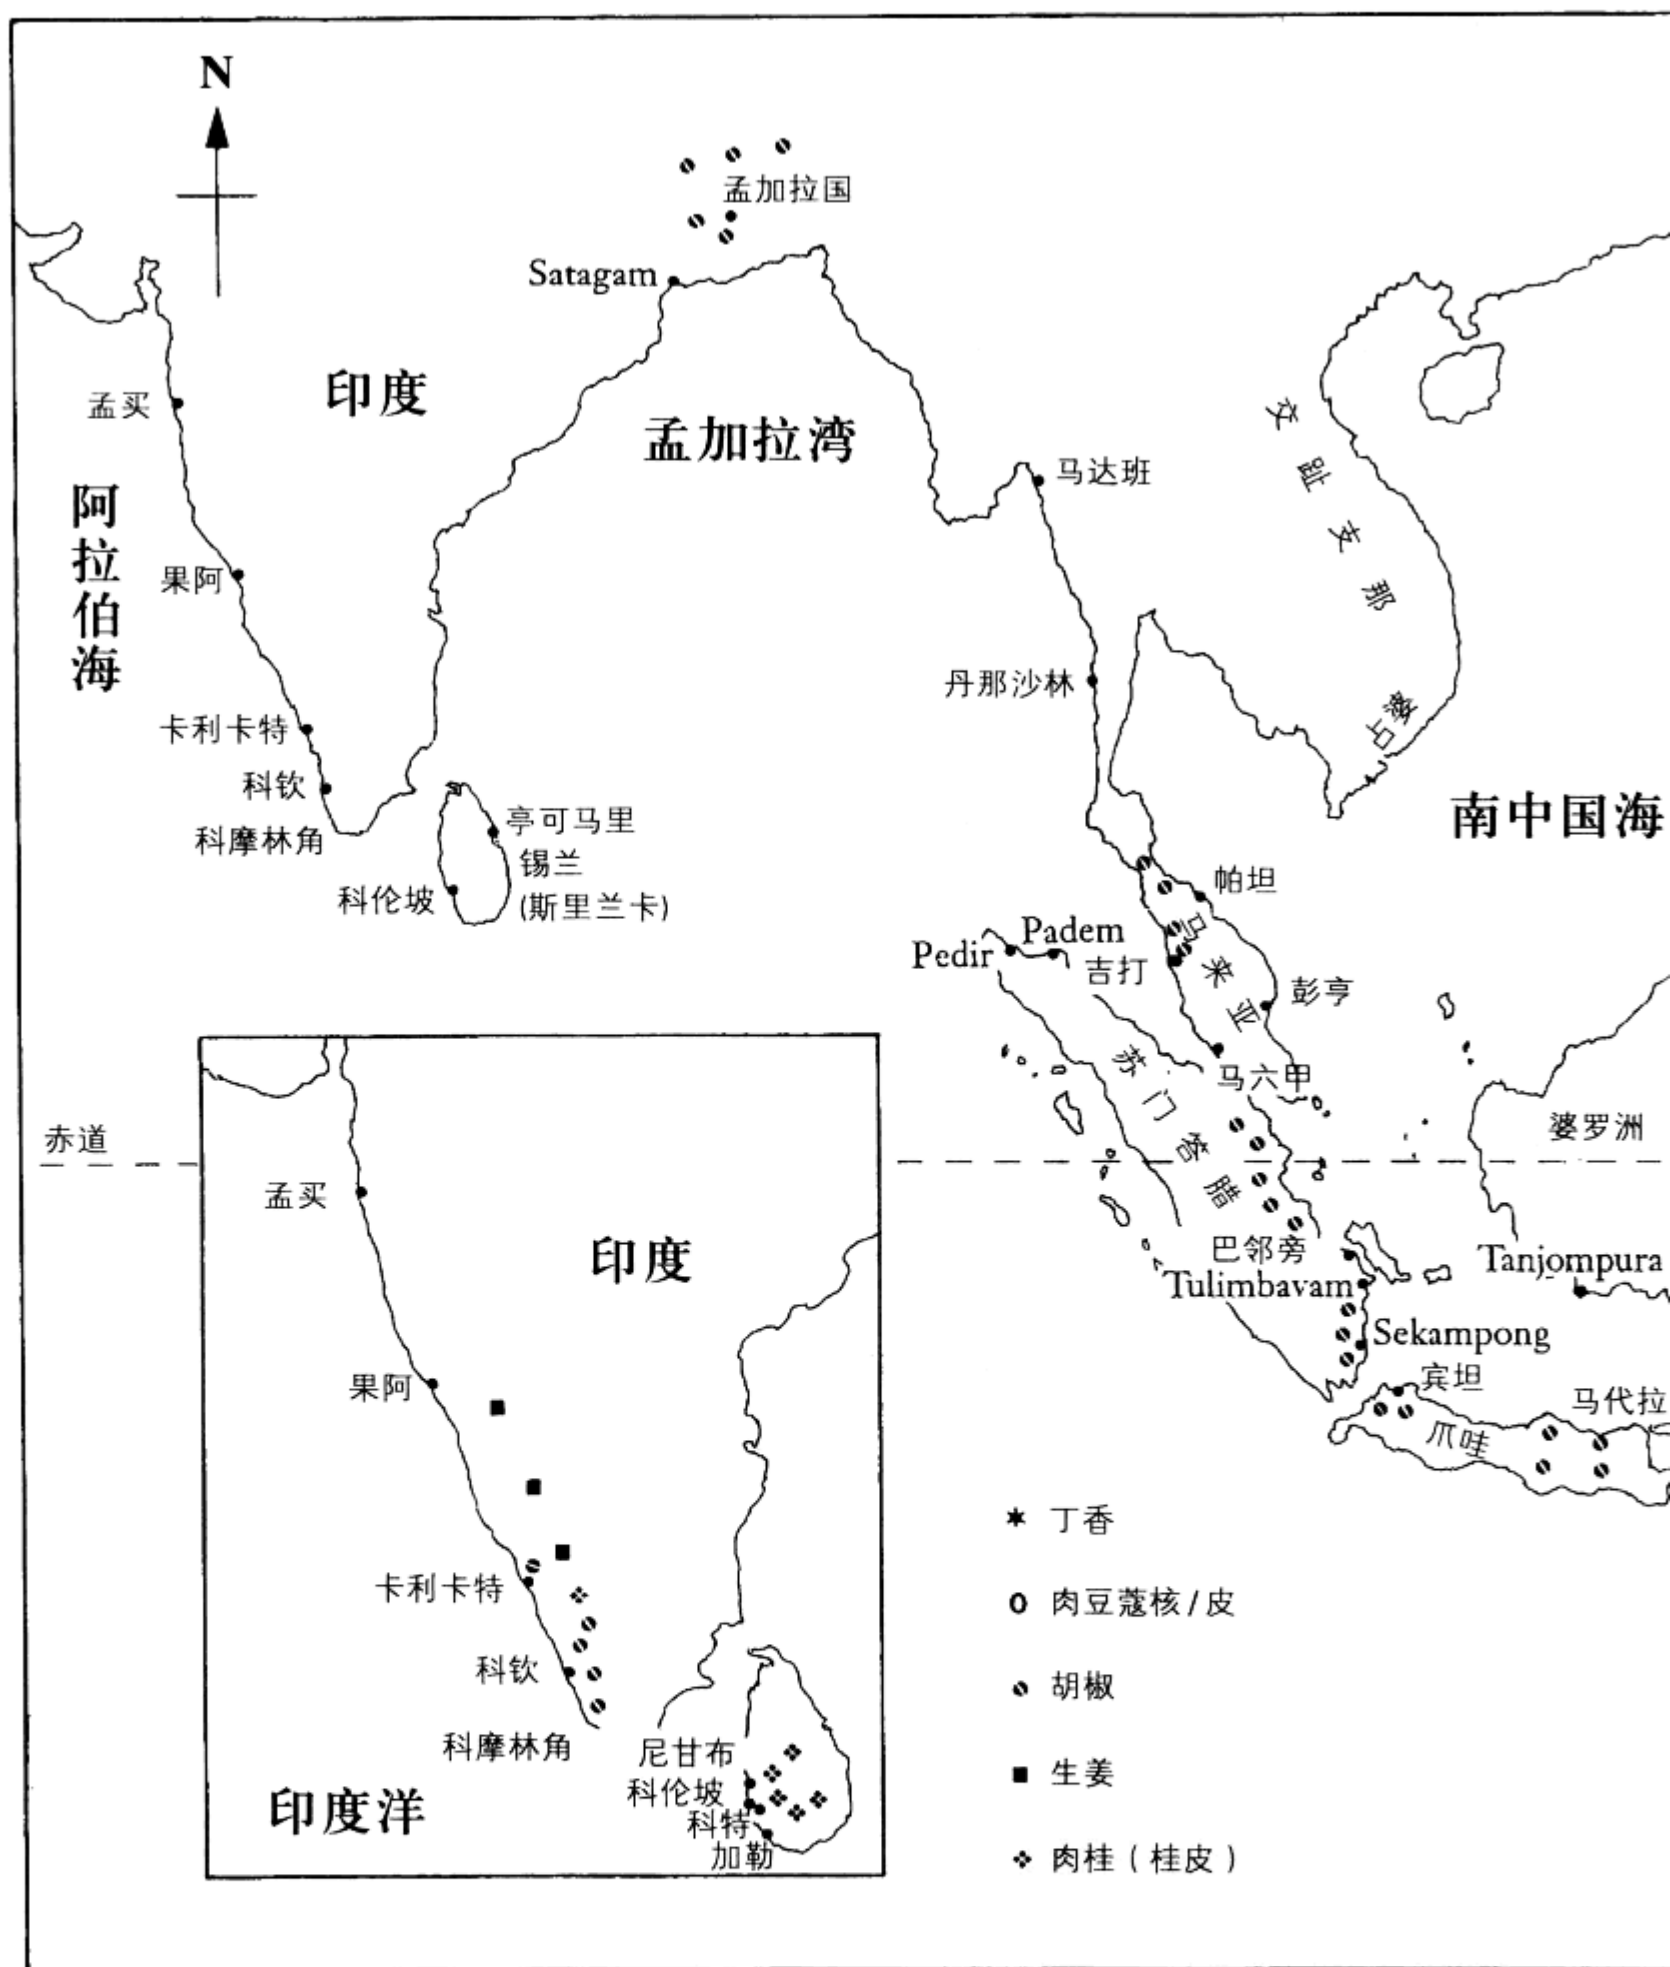 N
孟加拉国
Satagam
印度
孟买
孟加拉湾
阿拉伯海
马达班
交趾支那
果阿
丹那沙林
占婆
卡利卡特
科钦
科摩林角
亭可马里
锡兰
(斯里兰卡)
科伦坡
南中国海
帕坦
Pedir
Padem
吉打
马来亚
彭亨
苏门答腊
马六甲
赤道
婆罗洲
巴邻旁
Tulimbavam
Tanjompura
Sekampong
宾坦
马代拉
爪哇
孟买
印度
果阿
卡利卡特
科钦
科摩林角
尼甘布
科伦坡
科特
加勒
印度洋
丁香
肉豆蔻核/皮
胡椒
生姜
肉桂(桂皮)